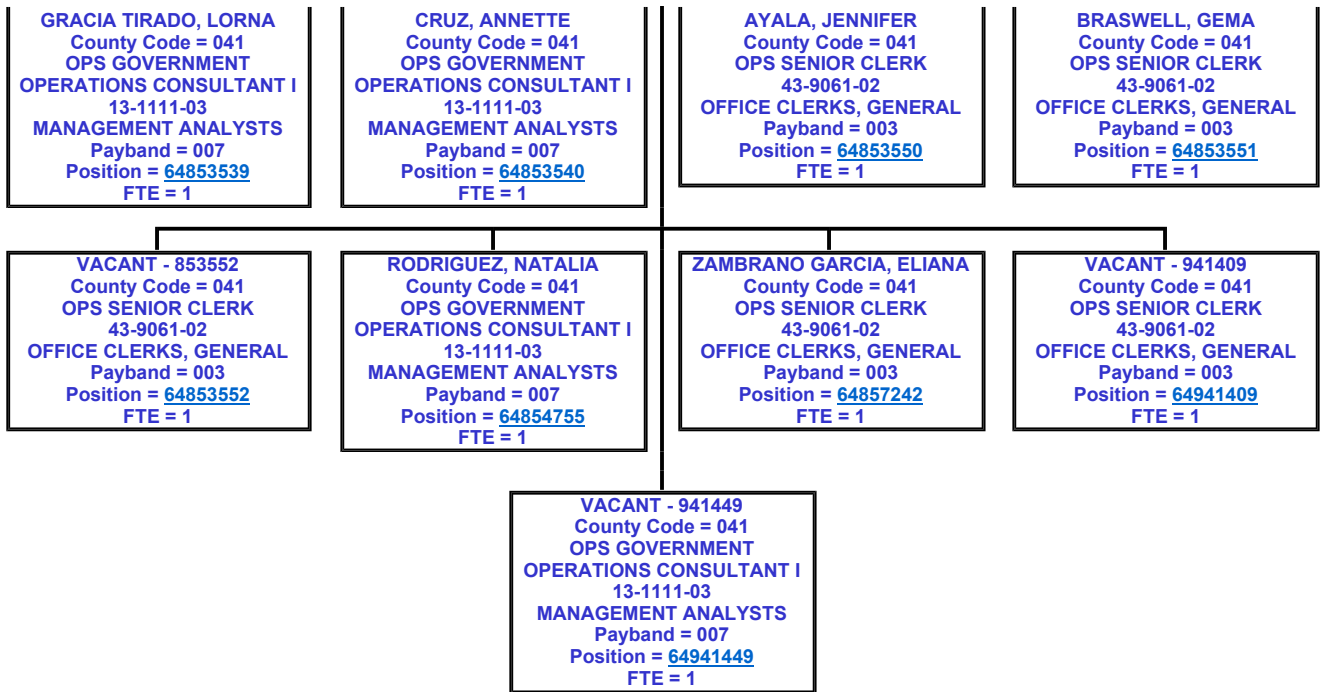 GRACIA TIRADO, LORNA
County Code = 041
OPS GOVERNMENT
OPERATIONS CONSULTANT I
13-1111-03
MANAGEMENT ANALYSTS
Payband = 007
Position = 64853539
FTE = 1
CRUZ, ANNETTE
County Code = 041
OPS GOVERNMENT
OPERATIONS CONSULTANT I
13-1111-03
MANAGEMENT ANALYSTS
Payband = 007
Position = 64853540
FTE = 1
AYALA, JENNIFER
County Code = 041
OPS SENIOR CLERK
43-9061-02
OFFICE CLERKS, GENERAL
Payband = 003
Position = 64853550
FTE = 1
BRASWELL, GEMA
County Code = 041
OPS SENIOR CLERK
43-9061-02
OFFICE CLERKS, GENERAL
Payband = 003
Position = 64853551
FTE = 1
VACANT - 853552
County Code = 041
OPS SENIOR CLERK
43-9061-02
OFFICE CLERKS, GENERAL
Payband = 003
Position = 64853552
FTE = 1
RODRIGUEZ, NATALIA
County Code = 041
OPS GOVERNMENT
OPERATIONS CONSULTANT I
13-1111-03
MANAGEMENT ANALYSTS
Payband = 007
Position = 64854755
FTE = 1
ZAMBRANO GARCIA, ELIANA
County Code = 041
OPS SENIOR CLERK
43-9061-02
OFFICE CLERKS, GENERAL
Payband = 003
Position = 64857242
FTE = 1
VACANT - 941409
County Code = 041
OPS SENIOR CLERK
43-9061-02
OFFICE CLERKS, GENERAL
Payband = 003
Position = 64941409
FTE = 1
VACANT - 941449
County Code = 041
OPS GOVERNMENT
OPERATIONS CONSULTANT I
13-1111-03
MANAGEMENT ANALYSTS
Payband = 007
Position = 64941449
FTE = 1